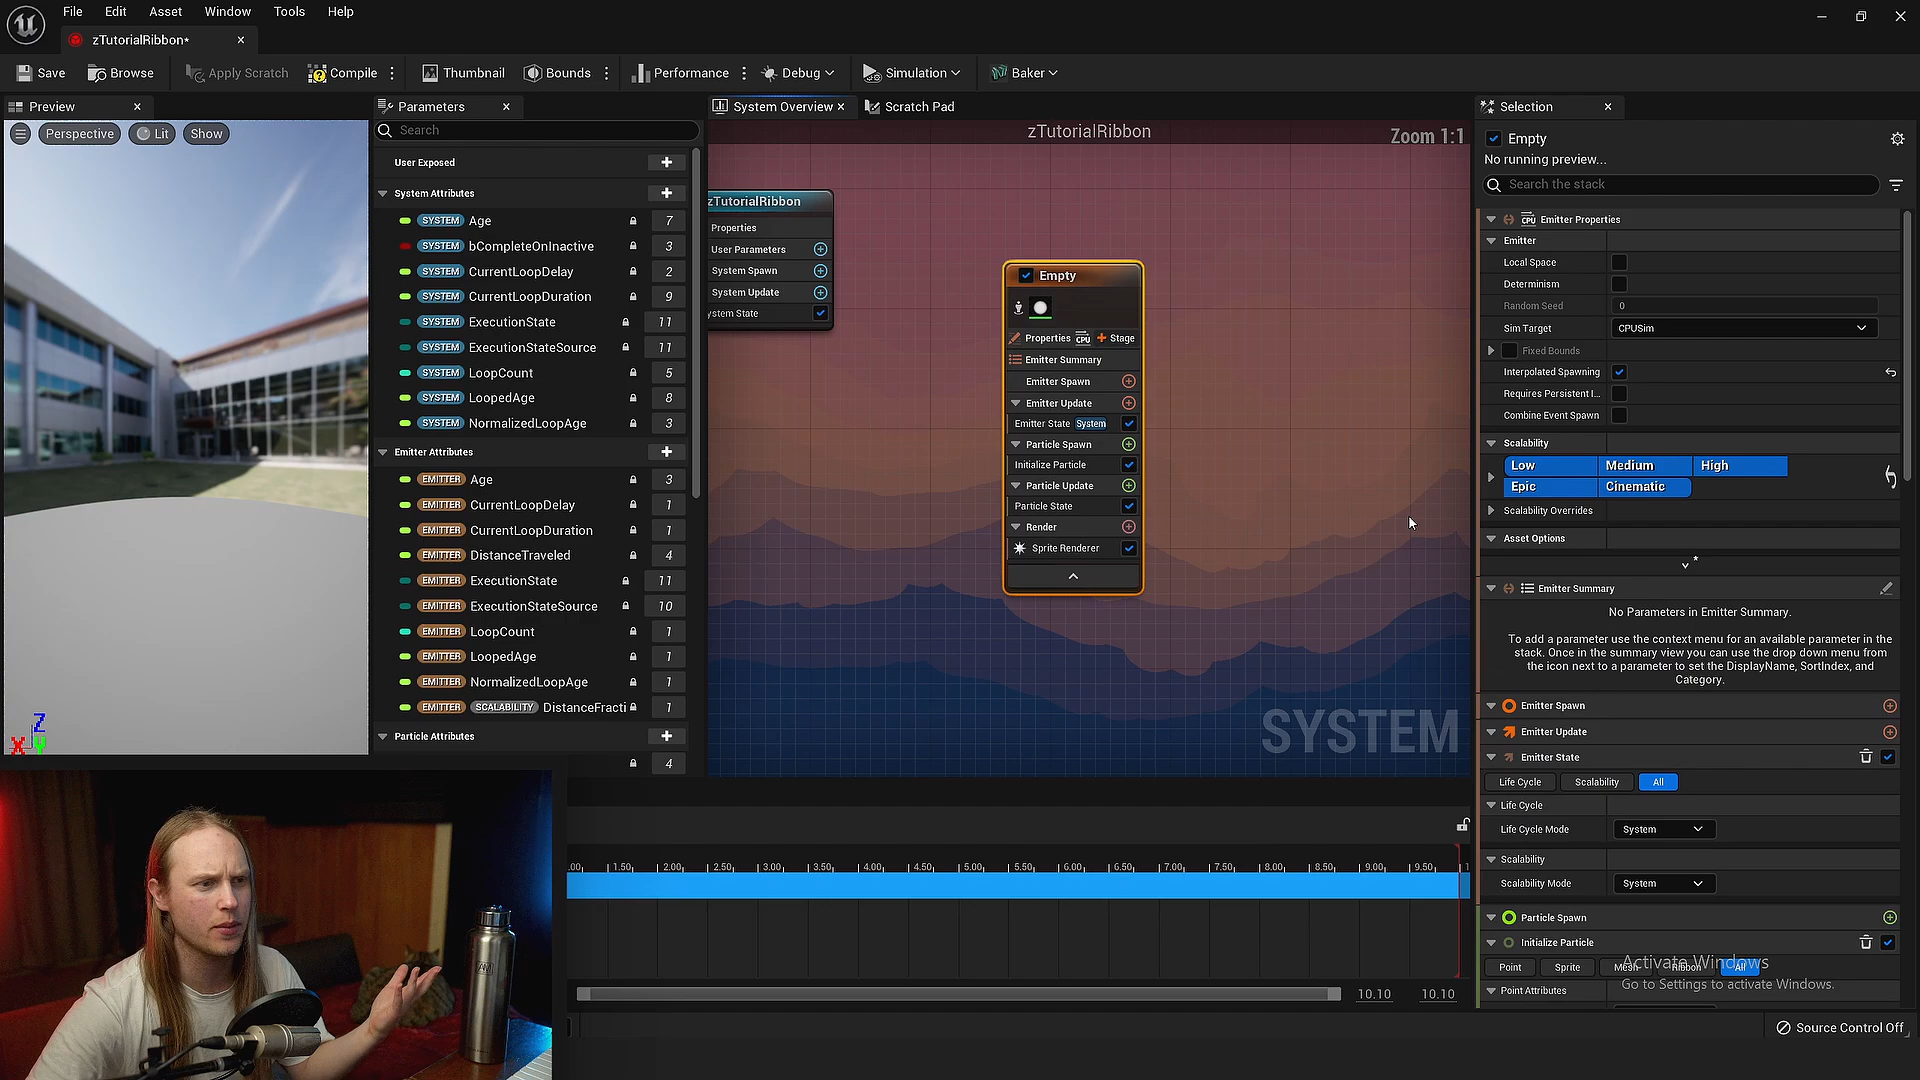 File Edit Asset Window Tools Help
zTutorialRibbon*
Save Browse Apply Scratch Compile Thumbnail Bounds Performance Debug Simulation Baker
Preview
Perspective Lit Show
Parameters
Search
User Exposed
System Attributes
SYSTEM Age 7
SYSTEM bCompleteOnInactive 3
SYSTEM CurrentLoopDelay 2
SYSTEM CurrentLoopDuration 9
SYSTEM ExecutionState 11
SYSTEM ExecutionStateSource 11
SYSTEM LoopCount 5
SYSTEM LoopedAge 8
SYSTEM NormalizedLoopAge 3
Emitter Attributes
EMITTER Age 3
EMITTER CurrentLoopDelay 1
EMITTER CurrentLoopDuration 1
EMITTER DistanceTraveled 4
EMITTER ExecutionState 11
EMITTER ExecutionStateSource 10
EMITTER LoopCount 1
EMITTER LoopedAge 1
EMITTER NormalizedLoopAge 1
EMITTER SCALABILITY DistanceFracti 1
Particle Attributes
4
Z
X Y
System Overview Scratch Pad
zTutorialRibbon
Zoom 1:1
zTutorialRibbon
Properties
User Parameters
System Spawn
System Update
ystem State
Empty
Properties CPU Stage
Emitter Summary
Emitter Spawn
Emitter Update
Emitter State System
Particle Spawn
Initialize Particle
Particle Update
Particle State
Render
Sprite Renderer
SYSTEM
.00 1.50 2.00 2.50 3.00 3.50 4.00 4.50 5.00 5.50 6.00 6.50 7.00 7.50 8.00 8.50 9.00 9.50 1
10.10 10.10
Selection
Empty
No running preview...
Search the stack
CPU Emitter Properties
Emitter
Local Space
Determinism
Random Seed 0
Sim Target CPUSim
Fixed Bounds
Interpolated Spawning
Requires Persistent I...
Combine Event Spawn
Scalability
Low Medium High
Epic Cinematic
Scalability Overrides
Asset Options
Emitter Summary
No Parameters in Emitter Summary.
To add a parameter use the context menu for an available parameter in the
stack. Once in the summary view you can use the drop down menu from
the icon next to a parameter to set the DisplayName, SortIndex, and
Category.
Emitter Spawn
Emitter Update
Emitter State
Life Cycle Scalability All
Life Cycle
Life Cycle Mode System
Scalability
Scalability Mode System
Particle Spawn
Initialize Particle
Point Sprite Mesh Ribbon All
Activate Windows
Go to Settings to activate Windows.
Point Attributes
Source Control Off